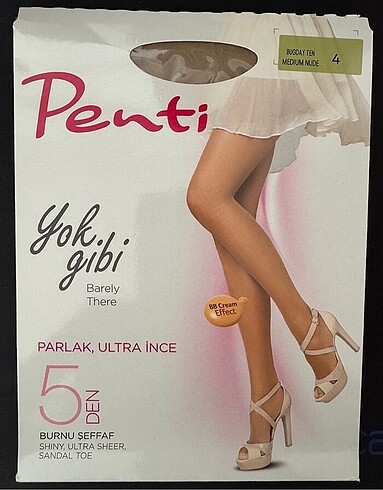 BUĞDAY TEN
MEDIUM NUDE 4
Penti
Yok
gibi
Barely
There
BB Cream
Effect
PARLAK, ULTRA İNCE
5 DEN
BURNU ŞEFFAF
SHINY, ULTRA SHEER,
SANDAL TOE